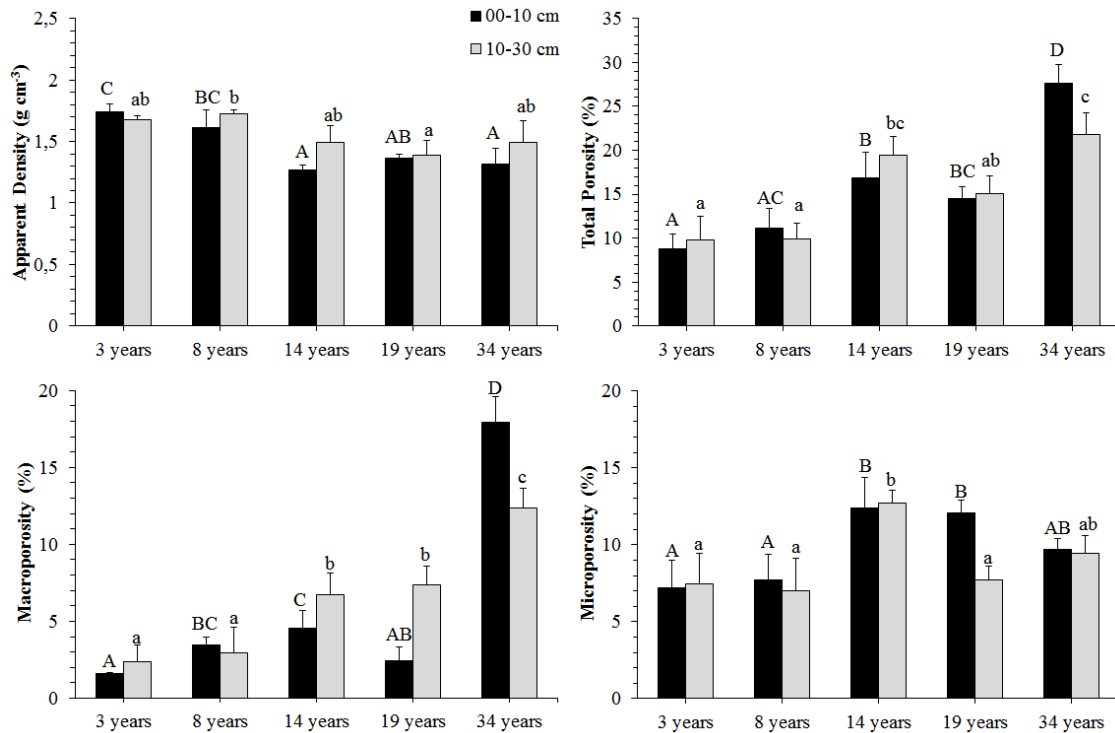 00-10 cm
10-30 cm
Apparent Density (g cm⁻³)
2,5
2
1,5
1
0,5
0
C ab BC b A ab AB a A ab
3 years 8 years 14 years 19 years 34 years
Total Porosity (%)
35
30
25
20
15
10
5
0
A a AC a B bc BC ab D c
3 years 8 years 14 years 19 years 34 years
Macroporosity (%)
20
15
10
5
0
A a BC a C b AB b D c
3 years 8 years 14 years 19 years 34 years
Microporosity (%)
20
15
10
5
0
A a A a B b B a AB ab
3 years 8 years 14 years 19 years 34 years